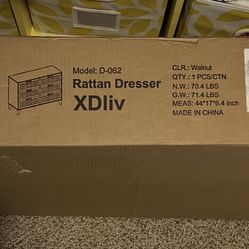 Model: D-062
Rattan Dresser
XDliv
CLR.: Walnut
QTY.: 1 PCS/CTN
N.W.: 70.4 LBS
G.W.: 71.4 LBS
MEAS: 44*17*6.4 inch
MADE IN CHINA